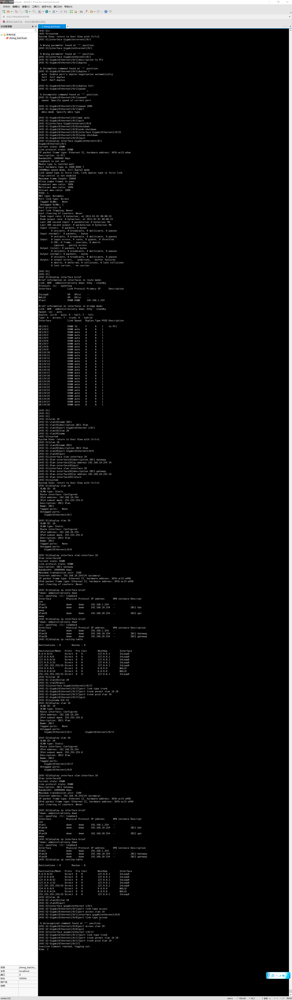 1920 × 1030
ichuan - Xshell 7 (Free for Home/School)
文件(F) 编辑(E) 查看(V) 工具(T) 选项卡(B) 窗口(W) 帮助(H)
主机,IP地址或会话名称
要添加当前会话，点击左侧的箭头按钮。
会话管理器
1 zheng_baichuan
所有会话
zheng_baichuan
<H3C-S1>
<H3C-S1>system
System View: return to User View with Ctrl+Z.
[H3C-S1]interface Gigabitetrnet1/0/1
^
% Wrong parameter found at '^' position.
[H3C-S1]interface Gigabitethrernet1/0/1
^
% Wrong parameter found at '^' position.
[H3C-S1]interface Gigabitethernet1/0/1
[H3C-S1-GigabitEthernet1/0/1]description to PC1
[H3C-S1-GigabitEthernet1/0/1]duplex
^
% Incomplete command found at '^' position.
[H3C-S1-GigabitEthernet1/0/1]duplex ?
auto  Enable port's duplex negotiation automatically
full  Full-duplex
half  Half-duplex
[H3C-S1-GigabitEthernet1/0/1]duplex full
[H3C-S1-GigabitEthernet1/0/1]speed
^
% Incomplete command found at '^' position.
[H3C-S1-GigabitEthernet1/0/1]speed?
speed  Specify speed of current port
[H3C-S1-GigabitEthernet1/0/1]speed 1000
[H3C-S1-GigabitEthernet1/0/1]mdi?
mdix-mode  Specify mdix type
[H3C-S1-GigabitEthernet1/0/1]mdi auto
[H3C-S1-GigabitEthernet1/0/1]quit
[H3C-S1]interface Gigabitethernet1/0/8
[H3C-S1-GigabitEthernet1/0/8]shutdown
[H3C-S1-GigabitEthernet1/0/8]undo shutdown
[H3C-S1-GigabitEthernet1/0/8]interface GigabitEthernet1/0/25
[H3C-S1-GigabitEthernet1/0/25]undo shutdown
[H3C-S1-GigabitEthernet1/0/25]quit
[H3C-S1]display interface Gigabitethernet1/0/1
GigabitEthernet1/0/1
Current state: DOWN
Line protocol state: DOWN
IP packet frame type: Ethernet II, hardware address: 307b-ac15-a4ae
Description: to PC1
Bandwidth: 1000000 kbps
Loopback is not set
Media type is twisted pair
Port hardware type is 1000_BASE_T
1000Mbps-speed mode, full-duplex mode
Link speed type is force link, link duplex type is force link
Flow-control is not enabled
Maximum frame length: 10000
Allow jumbo frames to pass
Broadcast max-ratio: 100%
Multicast max-ratio: 100%
Unicast max-ratio: 100%
PVID: 1
MDI type: Automdix
Port link-type: Access
Tagged VLANs:   None
Untagged VLANs: 1
Port priority: 0
Last link flapping: Never
Last clearing of counters: Never
Peak input rate: 0 bytes/sec, at 2013-01-01 00:00:33
Peak output rate: 0 bytes/sec, at 2013-01-01 00:00:33
Last 300 second input: 0 packets/sec 0 bytes/sec 0%
Last 300 second output: 0 packets/sec 0 bytes/sec 0%
Input (total):  0 packets, 0 bytes
0 unicasts, 0 broadcasts, 0 multicasts, 0 pauses
Input (normal):  0 packets, - bytes
0 unicasts, 0 broadcasts, 0 multicasts, 0 pauses
Input:  0 input errors, 0 runts, 0 giants, 0 throttles
0 CRC, 0 frame, - overruns, 0 aborts
- ignored, - parity errors
Output (total): 0 packets, 0 bytes
0 unicasts, 0 broadcasts, 0 multicasts, 0 pauses
Output (normal): 0 packets, - bytes
0 unicasts, 0 broadcasts, 0 multicasts, 0 pauses
Output: 0 output errors, - underruns, - buffer failures
0 aborts, 0 deferred, 0 collisions, 0 late collisions
0 lost carrier, - no carrier
[H3C-S1]
[H3C-S1]
[H3C-S1]display interface brief
Brief information on interfaces in route mode:
Link: ADM - administratively down; Stby - standby
Protocol: (s) - spoofing
Interface            Link Protocol Primary IP      Description
InLoop0              UP   UP(s)    --
NULL0                UP   UP(s)    --
Vlan1                DOWN DOWN     192.168.1.254
Brief information on interfaces in bridge mode:
Link: ADM - administratively down; Stby - standby
Speed: (a) - auto
Duplex: (a)/A - auto; H - half; F - full
Type: A - access; T - trunk; H - hybrid
Interface            Link Speed   Duplex Type PVID Description
GE1/0/1              DOWN 1G      F      A    1    to PC1
GE1/0/2              DOWN auto    A      A    1
GE1/0/3              DOWN auto    A      A    1
GE1/0/4              DOWN auto    A      A    1
GE1/0/5              DOWN auto    A      A    1
GE1/0/6              DOWN auto    A      A    1
GE1/0/7              DOWN auto    A      A    1
GE1/0/8              DOWN auto    A      A    1
GE1/0/9              DOWN auto    A      A    1
GE1/0/10             DOWN auto    A      A    1
GE1/0/11             DOWN auto    A      A    1
GE1/0/12             DOWN auto    A      A    1
GE1/0/13             DOWN auto    A      A    1
GE1/0/14             DOWN auto    A      A    1
GE1/0/15             DOWN auto    A      A    1
GE1/0/16             DOWN auto    A      A    1
GE1/0/17             DOWN auto    A      A    1
GE1/0/18             DOWN auto    A      A    1
GE1/0/19             DOWN auto    A      A    1
GE1/0/20             DOWN auto    A      A    1
GE1/0/21             DOWN auto    A      A    1
GE1/0/22             DOWN auto    A      A    1
GE1/0/23             DOWN auto    A      A    1
GE1/0/24             DOWN auto    A      A    1
GE1/0/25             DOWN auto    A      A    1
GE1/0/26             DOWN auto    A      A    1
GE1/0/27             DOWN auto    A      A    1
GE1/0/28             DOWN auto    A      A    1
[H3C-S1]
[H3C-S1]
[H3C-S1]
[H3C-S1]vlan 10
[H3C-S1-vlan10]name ZBC1
[H3C-S1-vlan10]description ZBC1 Vlan
[H3C-S1-vlan10]port GigabitEthernet 1/0/1
[H3C-S1-vlan10]vlan 20
[H3C-S1-vlan20]name
<H3C-S1>system
System View: return to User View with Ctrl+Z.
[H3C-S1]vlan 20
[H3C-S1-vlan20]name ZBC2
[H3C-S1-vlan20]description ZBC2 Vlan
[H3C-S1-vlan20]port GigabitEthernet1/0/8
[H3C-S1-vlan20]quit
[H3C-S1]interface vlan-interface 10
[H3C-S1-Vlan-interface10]description ZBC1 Gateway
[H3C-S1-Vlan-interface10]ip address 192.168.10.254 24
[H3C-S1-Vlan-interface10]quit
[H3C-S1]interface vlan-interface 20
[H3C-S1-Vlan-interface20]description ZBC2 gateway
[H3C-S1-Vlan-interface20]ip address 192.168.20.254 24
[H3C-S1-Vlan-interface20]return
<H3C-S1>system
System View: return to User View with Ctrl+Z.
[H3C-S1]display vlan 10
VLAN ID: 10
VLAN type: Static
Route interface: Configured
IPv4 address: 192.168.10.254
IPv4 subnet mask: 255.255.255.0
Description: ZBC1 Vlan
Name: ZBC1
Tagged ports:   None
Untagged ports:
GigabitEthernet1/0/1
[H3C-S1]display vlan 20
VLAN ID: 20
VLAN type: Static
Route interface: Configured
IPv4 address: 192.168.20.254
IPv4 subnet mask: 255.255.255.0
Description: ZBC2 Vlan
Name: ZBC2
Tagged ports:   None
Untagged ports:
GigabitEthernet1/0/8
[H3C-S1]display interface vlan-interface 10
Vlan-interface10
Current state: DOWN
Line protocol state: DOWN
Description: ZBC1 Gateway
Bandwidth: 10000000 kbps
Maximum transmission unit: 1500
Internet address: 192.168.10.254/24 (primary)
IP packet frame type: Ethernet II, hardware address: 307b-ac15-a498
IPv6 packet frame type: Ethernet II, hardware address: 307b-ac15-a498
Last clearing of counters: Never
[H3C-S1]display ip interface brief
*down: administratively down
(s): spoofing  (l): loopback
Interface           Physical Protocol IP address      VPN instance Descript
ion
Vlan1               down     down     192.168.1.254   --           --
Vlan10              down     down     192.168.10.254  --           ZBC1 Gat
eway
Vlan20              down     down     192.168.20.254  --           ZBC2 gat
eway
[H3C-S1]display ip interface brief
*down: administratively down
(s): spoofing  (l): loopback
Interface           Physical Protocol IP address      VPN instance Description
Vlan1               down     down     192.168.1.254   --           --
Vlan10              down     down     192.168.10.254  --           ZBC1 Gateway
Vlan20              down     down     192.168.20.254  --           ZBC2 gateway
[H3C-S1]display ip routing-table
Destinations : 8        Routes : 8
Destination/Mask   Proto   Pre Cost        NextHop         Interface
0.0.0.0/32         Direct  0   0           127.0.0.1       InLoop0
127.0.0.0/8        Direct  0   0           127.0.0.1       InLoop0
127.0.0.0/32       Direct  0   0           127.0.0.1       InLoop0
127.0.0.1/32       Direct  0   0           127.0.0.1       InLoop0
127.255.255.255/32 Direct  0   0           127.0.0.1       InLoop0
224.0.0.0/4        Direct  0   0           0.0.0.0         NULL0
224.0.0.0/24       Direct  0   0           0.0.0.0         NULL0
255.255.255.255/32 Direct  0   0           127.0.0.1       InLoop0
[H3C-S1]vlan 10
[H3C-S1-vlan10]vlan 20
[H3C-S1-vlan20]quit
[H3C-S1]interface Gigabitethernet1/0/17
[H3C-S1-GigabitEthernet1/0/17]port link-type trunk
[H3C-S1-GigabitEthernet1/0/17]port trunk permit vlan 10 20
[H3C-S1-GigabitEthernet1/0/17]port trunk pvid vlan 10
[H3C-S1-GigabitEthernet1/0/17]quit
[H3C-S1]sysname H3C-S2
[H3C-S2]display vlan 10
VLAN ID: 10
VLAN type: Static
Route interface: Configured
IPv4 address: 192.168.10.254
IPv4 subnet mask: 255.255.255.0
Description: ZBC1 Vlan
Name: ZBC1
Tagged ports:   None
Untagged ports:
GigabitEthernet1/0/1          GigabitEthernet1/0/17
[H3C-S2]display vlan 20
VLAN ID: 20
VLAN type: Static
Route interface: Configured
IPv4 address: 192.168.20.254
IPv4 subnet mask: 255.255.255.0
Description: ZBC2 Vlan
Name: ZBC2
Tagged ports:
GigabitEthernet1/0/17
Untagged ports:
GigabitEthernet1/0/8
[H3C-S2]display interface vlan-interface 10
Vlan-interface10
Current state: DOWN
Line protocol state: DOWN
Description: ZBC1 Gateway
Bandwidth: 10000000 kbps
Maximum transmission unit: 1500
Internet address: 192.168.10.254/24 (primary)
IP packet frame type: Ethernet II, hardware address: 307b-ac15-a498
IPv6 packet frame type: Ethernet II, hardware address: 307b-ac15-a498
Last clearing of counters: Never
[H3C-S2]display ip interface brief
*down: administratively down
(s): spoofing  (l): loopback
Interface           Physical Protocol IP address      VPN instance Descript
ion
Vlan1               down     down     192.168.1.254   --           --
Vlan10              down     down     192.168.10.254  --           ZBC1 Gat
eway
Vlan20              down     down     192.168.20.254  --           ZBC2 gat
eway
[H3C-S2]display ip interface brief
*down: administratively down
(s): spoofing  (l): loopback
Interface           Physical Protocol IP address      VPN instance Description
Vlan1               down     down     192.168.1.254   --           --
Vlan10              down     down     192.168.10.254  --           ZBC1 Gateway
Vlan20              down     down     192.168.20.254  --           ZBC2 gateway
[H3C-S2]display ip routing-table
Destinations : 8        Routes : 8
Destination/Mask   Proto   Pre Cost        NextHop         Interface
0.0.0.0/32         Direct  0   0           127.0.0.1       InLoop0
127.0.0.0/8        Direct  0   0           127.0.0.1       InLoop0
127.0.0.0/32       Direct  0   0           127.0.0.1       InLoop0
127.0.0.1/32       Direct  0   0           127.0.0.1       InLoop0
127.255.255.255/32 Direct  0   0           127.0.0.1       InLoop0
224.0.0.0/4        Direct  0   0           0.0.0.0         NULL0
224.0.0.0/24       Direct  0   0           0.0.0.0         NULL0
255.255.255.255/32 Direct  0   0           127.0.0.1       InLoop0
[H3C-S2]vlan 10
[H3C-S2-vlan10]vlan 20
[H3C-S2-vlan20]quit
[H3C-S2]interface gigabitethernet 1/0/1
[H3C-S2-GigabitEthernet1/0/1]port link-type access
[H3C-S2-GigabitEthernet1/0/1]port access vlan 10
[H3C-S2-GigabitEthernet1/0/1]interface gigabitethernet1/0/8
[H3C-S2-GigabitEthernet1/0/8]port link-type accsee
^
% Unrecognized command found at '^' position.
[H3C-S2-GigabitEthernet1/0/8]port access vlan 20
[H3C-S2-GigabitEthernet1/0/8]quit
[H3C-S2]interface gigabitethernet 1/0/17
[H3C-S2-GigabitEthernet1/0/17]port link-type trunk
[H3C-S2-GigabitEthernet1/0/17]port trunk permit vlan 10 20
[H3C-S2-GigabitEthernet1/0/17]port trunk pvid vlan 10
[H3C-S2-GigabitEthernet1/0/17]
Inactive timeout reached, logging out.
%Jan  1
名称 zheng_baichu...
主机 localhost
端口 0
协议 SERIAL
用户名
说明
英
serial://:22
xterm 182x42 42,1 1 会话 CAP NUM